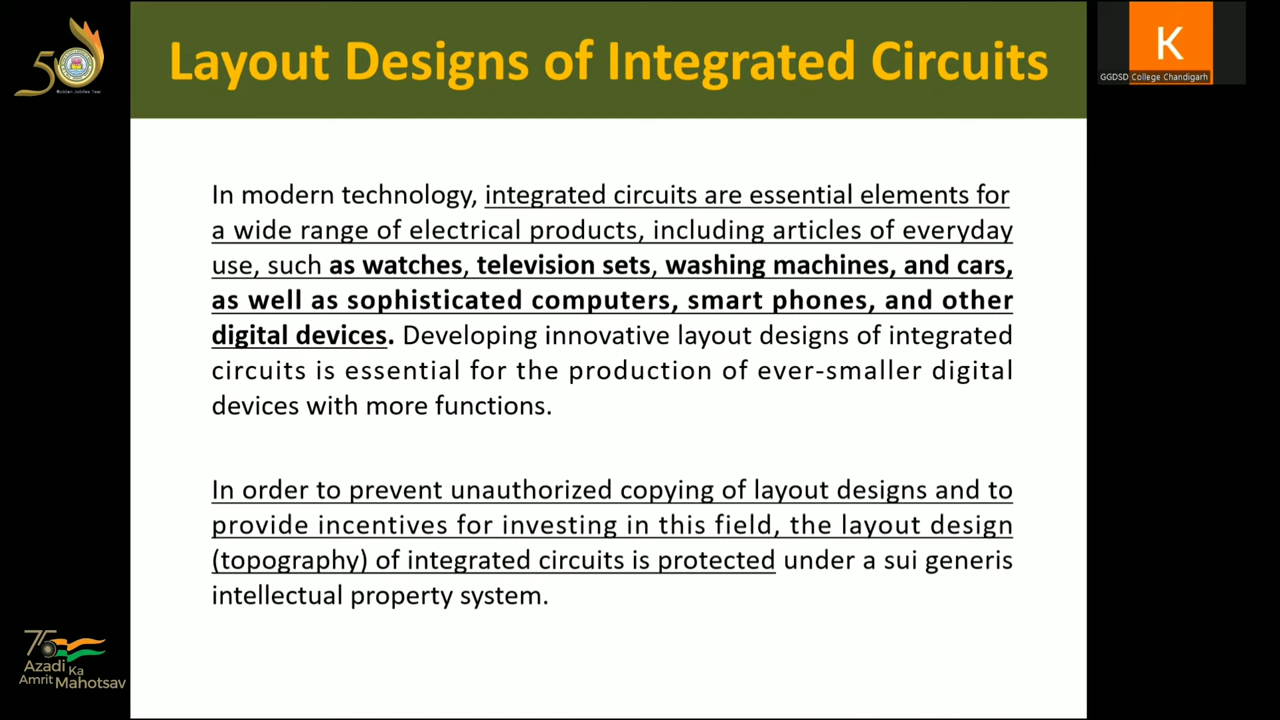 Layout Designs of Integrated Circuits
In modern technology, integrated circuits are essential elements for
a wide range of electrical products, including articles of everyday
use, such as watches, television sets, washing machines, and cars,
as well as sophisticated computers, smart phones, and other
digital devices. Developing innovative layout designs of integrated
circuits is essential for the production of ever-smaller digital
devices with more functions.
In order to prevent unauthorized copying of layout designs and to
provide incentives for investing in this field, the layout design
(topography) of integrated circuits is protected under a sui generis
intellectual property system.
K
GGDSD College Chandigarh
50
75
Azadi
Ka
Amrit Mahotsav